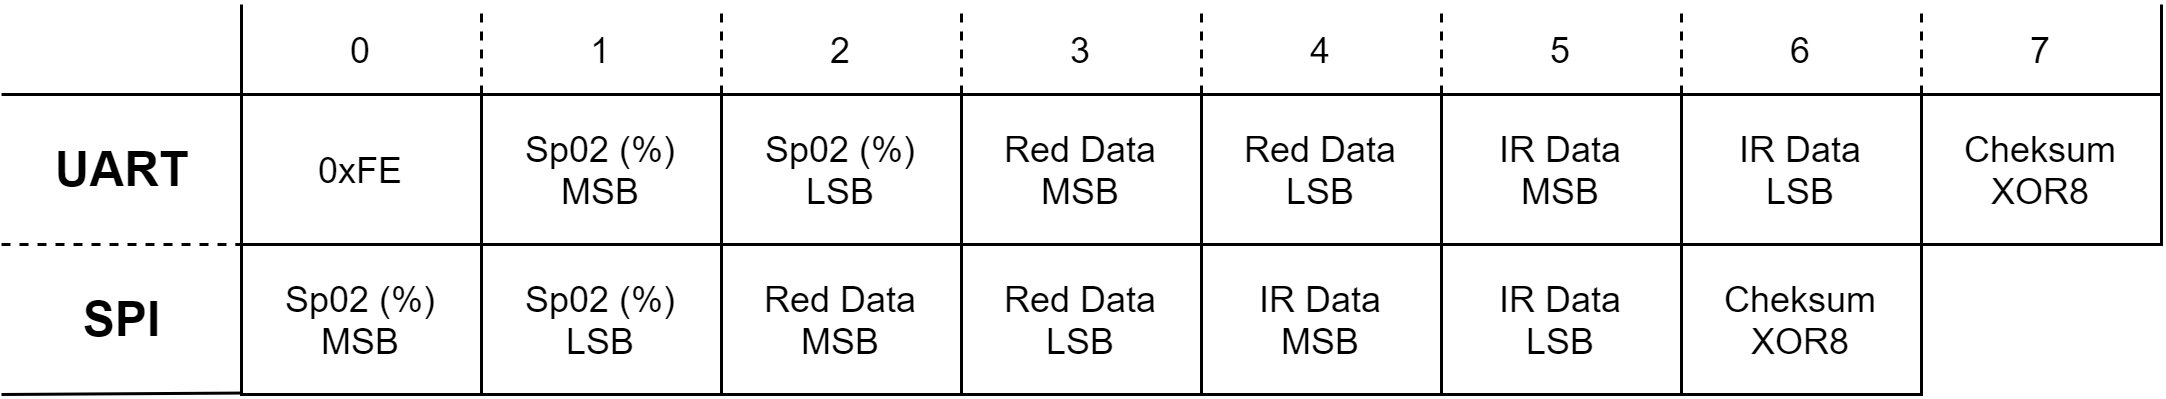 0 1 2 3 4 5 6 7
UART
0xFE
Sp02 (%)
MSB
Sp02 (%)
LSB
Red Data
MSB
Red Data
LSB
IR Data
MSB
IR Data
LSB
Cheksum
XOR8
SPI
Sp02 (%)
MSB
Sp02 (%)
LSB
Red Data
MSB
Red Data
LSB
IR Data
MSB
IR Data
LSB
Cheksum
XOR8